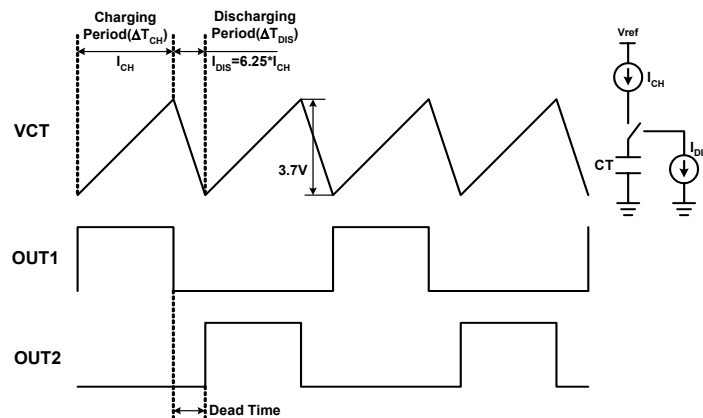 Charging
Period(ΔT_CH)
Discharging
Period(ΔT_DIS)
I_CH
I_DIS=6.25*I_CH
Vref
I_CH
VCT
3.7V
CT
I_DI
OUT1
OUT2
Dead Time